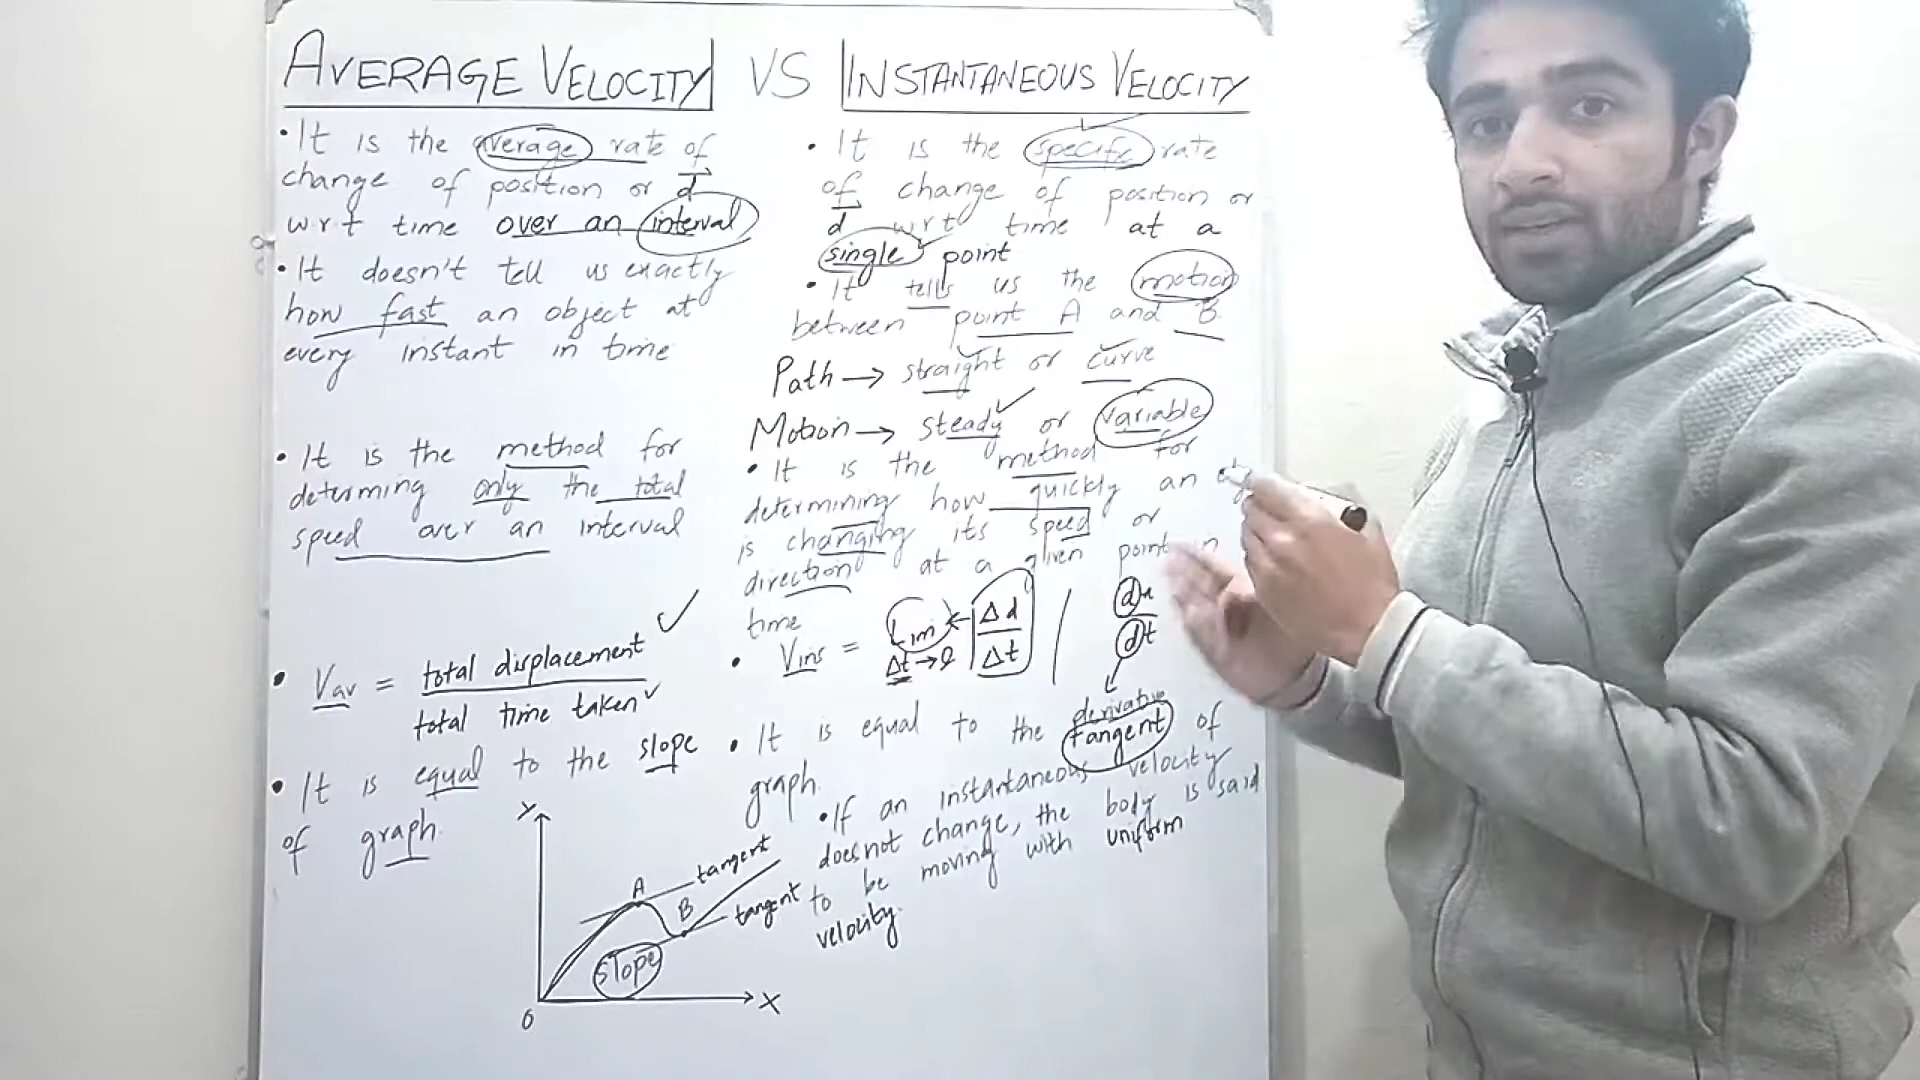 AVERAGE VELOCITY VS INSTANTANEOUS VELOCITY
• It is the average rate of
change of position or d
w.r.t time over an interval
• It doesn't tell us exactly
how fast an object at
every instant in time
• It is the method for
determing only the total
speed over an interval
• Vav = total displacement
total time taken
• It is equal to the slope
of graph
• It is the specific rate
of change of position or
d w.r.t time at a
single point
• It tells us the motion
between point A and B.
Path → straight or curve
Motion → steady or variable
• It is the method for
determining how quickly an
is changing its speed or
direction at a given point in
time
• Vins = Lim Δd / dx
Δt → 0 Δt dt
derivative
• It is equal to the tangent of
graph.
• If an instantaneous velocity
does not change, the body is said
to be moving with uniform
velocity.
Y
A
tangent
B
tangent
slope
X
O